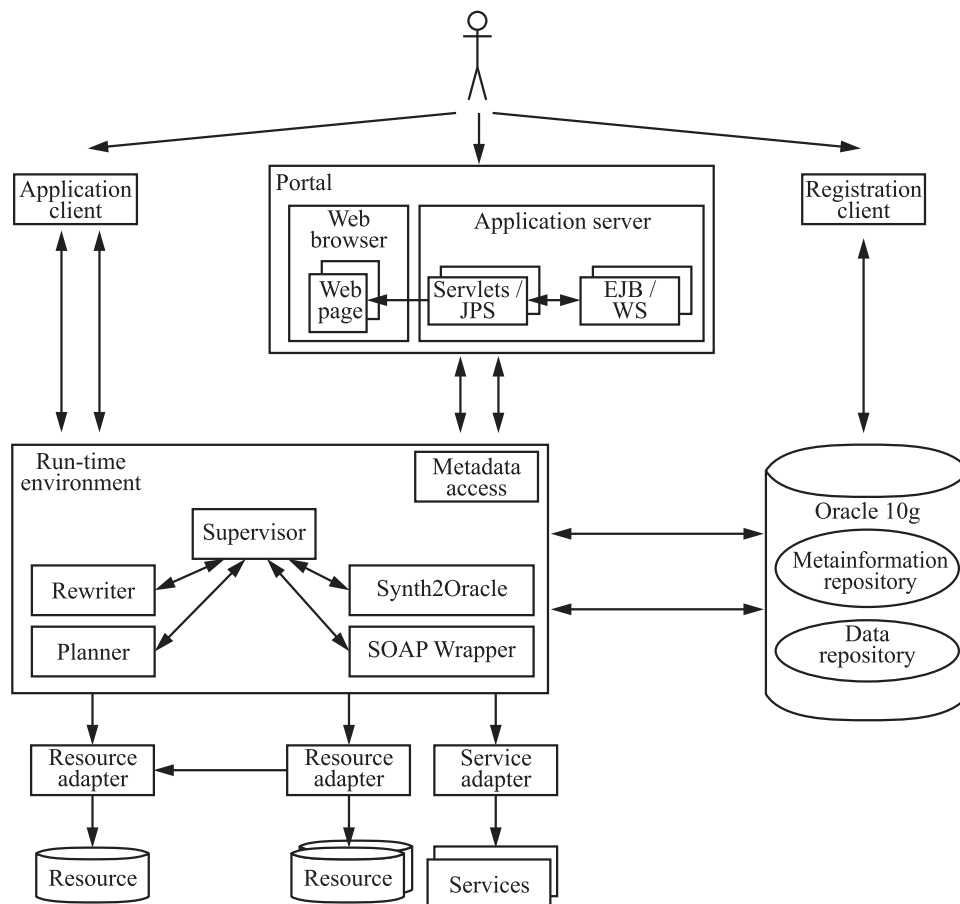 Application
client
Portal
Web
browser
Web
page
Application server
Servlets /
JPS
EJB /
WS
Registration
client
Run-time
environment
Metadata
access
Supervisor
Rewriter
Synth2Oracle
Planner
SOAP Wrapper
Oracle 10g
Metainformation
repository
Data
repository
Resource
adapter
Resource
adapter
Service
adapter
Resource
Resource
Services